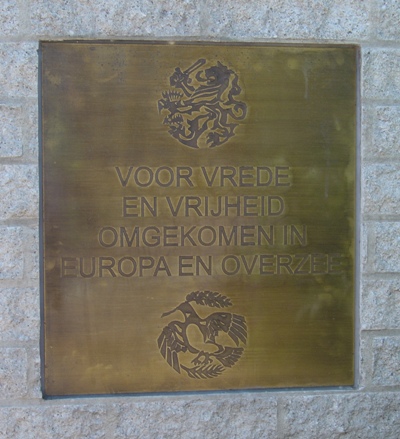 VOOR VREDE
EN VRIJHEID
OMGEKOMEN IN
EUROPA EN OVERZEE